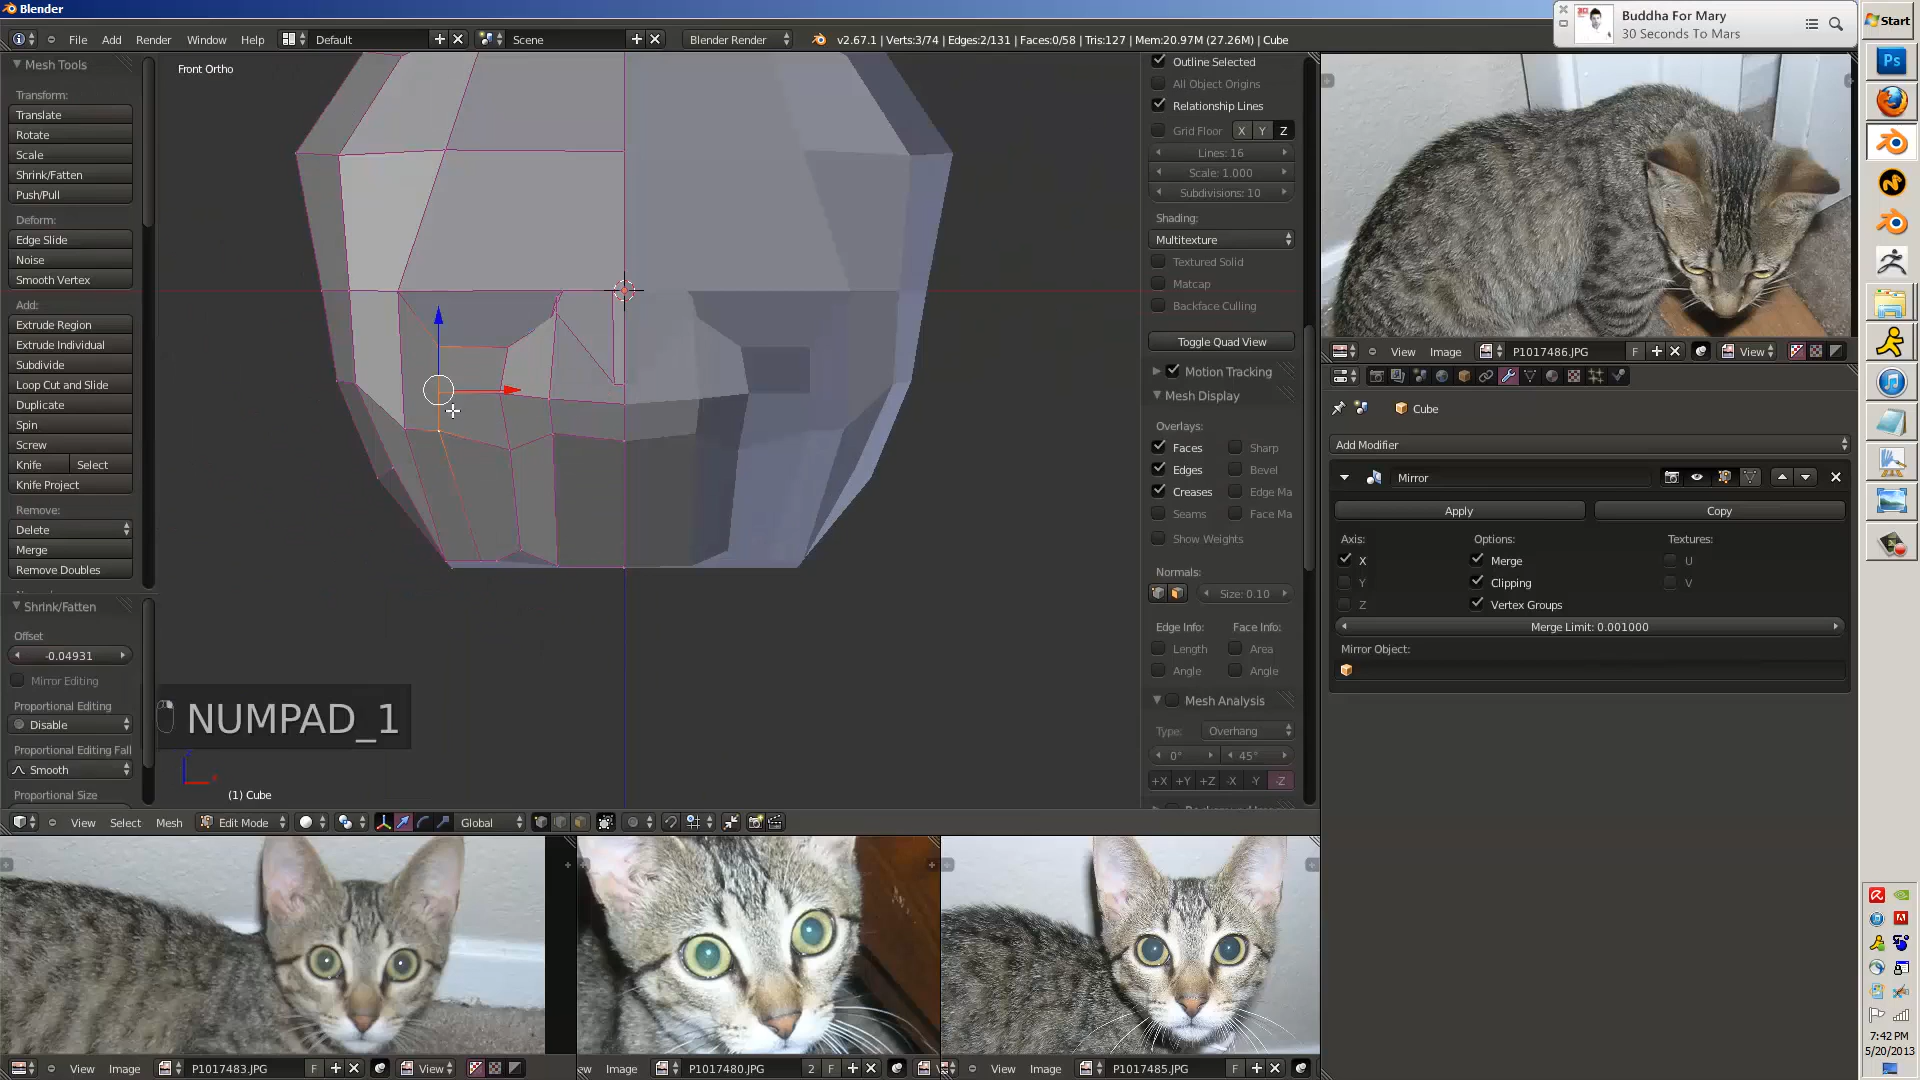 Blender
Buddha For Mary
30 Seconds To Mars
Start
File Add Render Window Help
Default
Scene
Blender Render
v2.67.1 | Verts:3/74 | Edges:2/131 | Faces:0/58 | Tris:127 | Mem:20.97M (27.26M) | Cube
Mesh Tools
Transform:
Translate
Rotate
Scale
Shrink/Fatten
Push/Pull
Deform:
Edge Slide
Noise
Smooth Vertex
Add:
Extrude Region
Extrude Individual
Subdivide
Loop Cut and Slide
Duplicate
Spin
Screw
Knife Select
Knife Project
Remove:
Delete
Merge
Remove Doubles
Shrink/Fatten
Offset
-0.04931
Mirror Editing
Proportional Editing
Disable
Proportional Editing Fall
Smooth
Proportional Size
Front Ortho
NUMPAD_1
(1) Cube
Outline Selected
All Object Origins
Relationship Lines
Grid Floor X Y Z
Lines: 16
Scale: 1.000
Subdivisions: 10
Shading:
Multitexture
Textured Solid
Matcap
Backface Culling
Toggle Quad View
Motion Tracking
Mesh Display
Overlays:
Faces Sharp
Edges Bevel
Creases Edge Ma
Seams Face Ma
Show Weights
Normals:
Size: 0.10
Edge Info: Face Info:
Length Area
Angle Angle
Mesh Analysis
Type: Overhang
0° 45°
+X +Y +Z -X -Y -Z
View Select Mesh Edit Mode Global
View Image P1017486.JPG F View
Cube
Add Modifier
Mirror
Apply Copy
Axis: Options: Textures:
X Merge U
Y Clipping V
Z Vertex Groups
Merge Limit: 0.001000
Mirror Object:
View Image P1017483.JPG F View
ew Image P1017480.JPG 2 F
View Image P1017485.JPG F
Ps
7:42 PM
5/20/2013